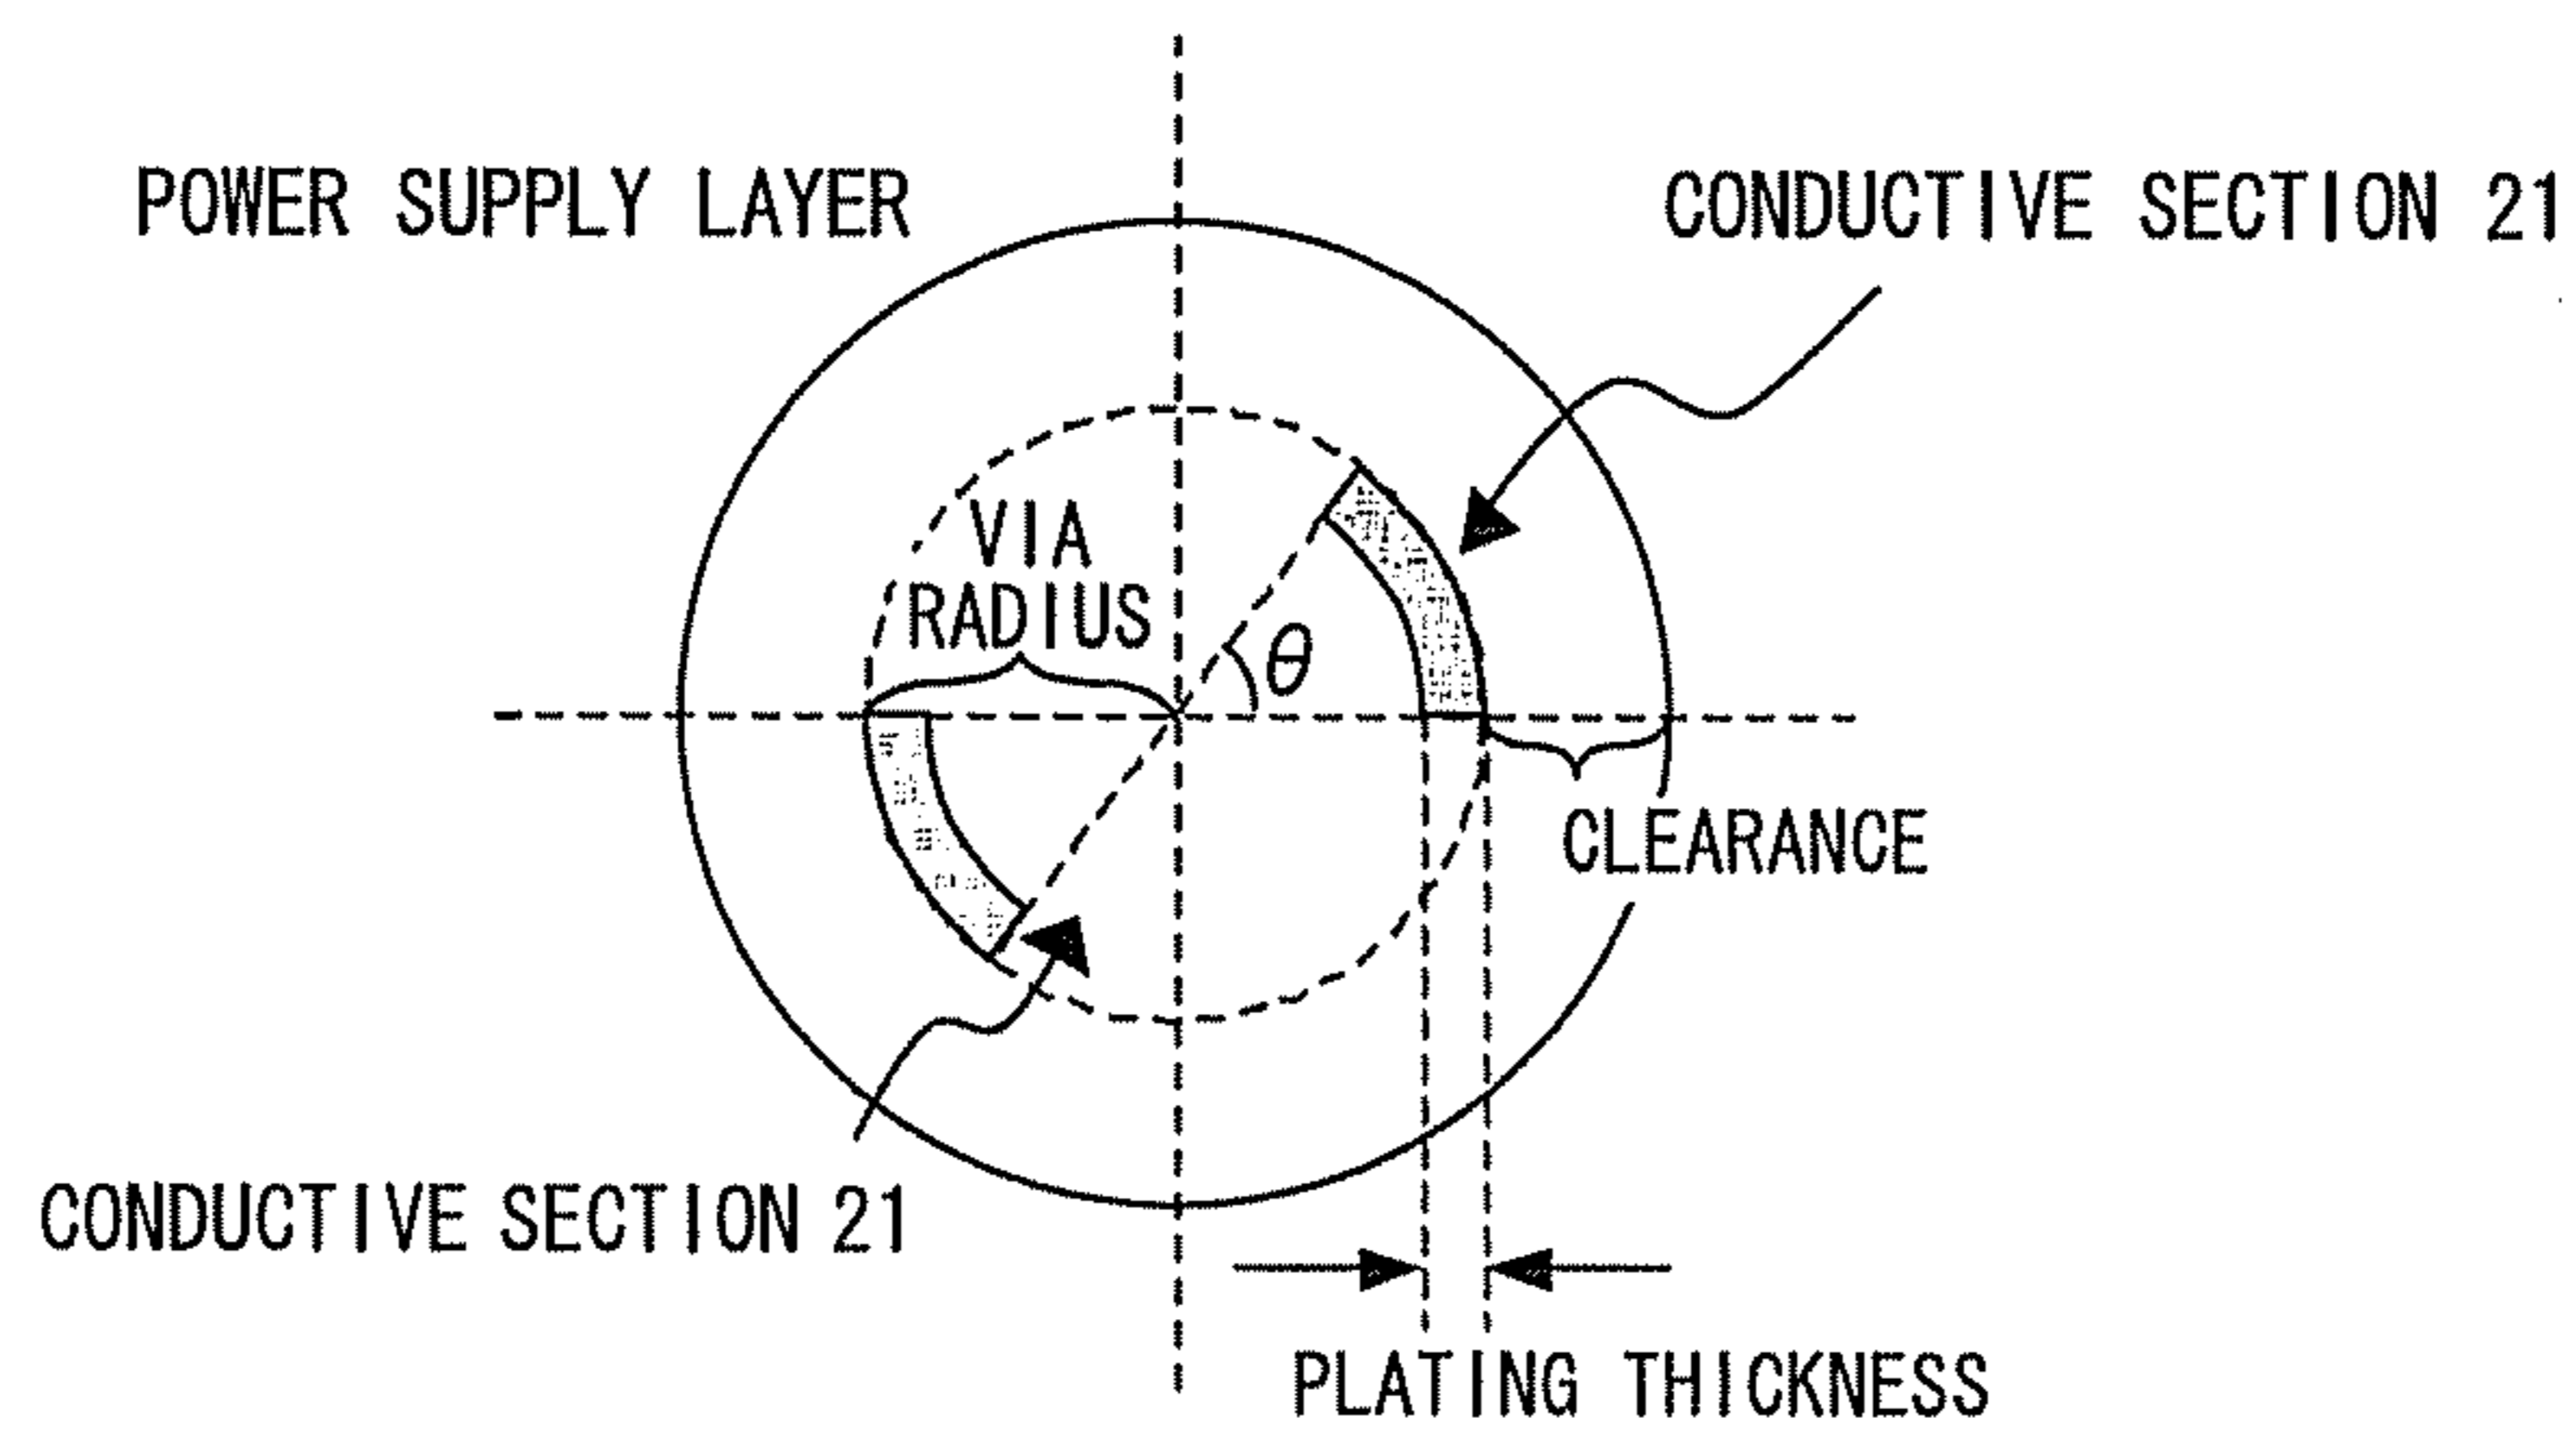 POWER SUPPLY LAYER
CONDUCTIVE SECTION 21
VIA
RADIUS
θ
CLEARANCE
CONDUCTIVE SECTION 21
PLATING THICKNESS